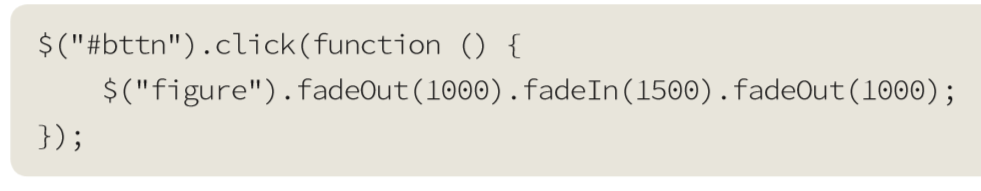 $("#bttn").click(function () {
    $("figure").fadeOut(1000).fadeIn(1500).fadeOut(1000);
});